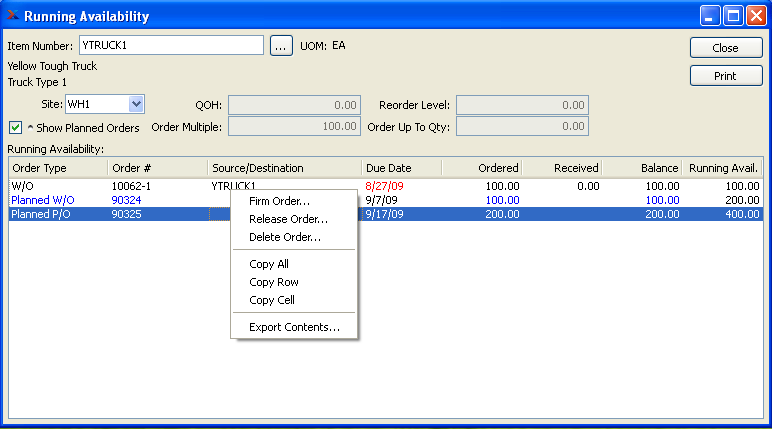 Running Availability
Item Number: YTRUCK1 ... UOM: EA
Close
Yellow Tough Truck
Print
Truck Type 1
Site: WH1 QOH: 0.00 Reorder Level: 0.00
^ Show Planned Orders Order Multiple: 100.00 Order Up To Qty: 0.00
Running Availability:
Order Type Order # Source/Destination Due Date Ordered Received Balance Running Avail.
W/O 10062-1 YTRUCK1 8/27/09 100.00 0.00 100.00 100.00
Planned W/O 90324 9/7/09 100.00 100.00 200.00
Planned P/O 90325 9/17/09 200.00 200.00 400.00
Firm Order...
Release Order...
Delete Order...
Copy All
Copy Row
Copy Cell
Export Contents...